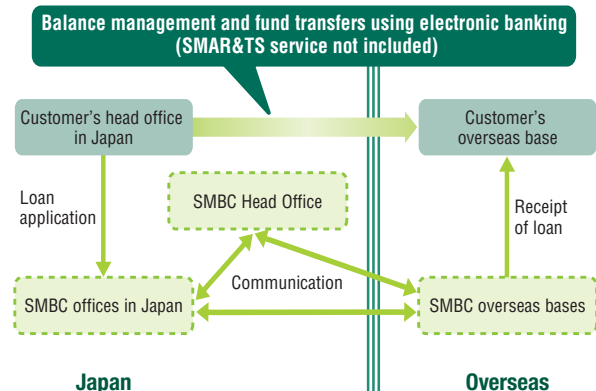 Balance management and fund transfers using electronic banking
(SMAR&TS service not included)
Customer's head office
in Japan
Customer's
overseas base
Loan
application
SMBC Head Office
Receipt
of loan
Communication
SMBC offices in Japan
SMBC overseas bases
Japan
Overseas